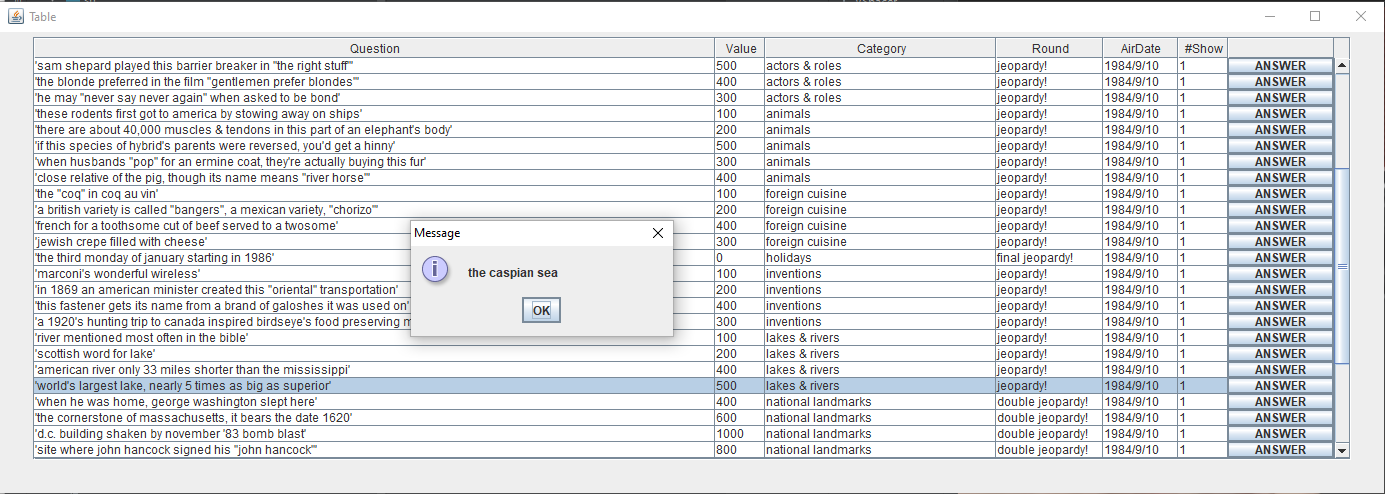 Table
Question Value Category Round AirDate #Show
'sam shepard played this barrier breaker in "the right stuff"' 500 actors & roles jeopardy! 1984/9/10 1 ANSWER
'the blonde preferred in the film "gentlemen prefer blondes"' 400 actors & roles jeopardy! 1984/9/10 1 ANSWER
'he may "never say never again" when asked to be bond' 300 actors & roles jeopardy! 1984/9/10 1 ANSWER
'these rodents first got to america by stowing away on ships' 100 animals jeopardy! 1984/9/10 1 ANSWER
'there are about 40,000 muscles & tendons in this part of an elephant's body' 200 animals jeopardy! 1984/9/10 1 ANSWER
'if this species of hybrid's parents were reversed, you'd get a hinny' 500 animals jeopardy! 1984/9/10 1 ANSWER
'when husbands "pop" for an ermine coat, they're actually buying this fur' 300 animals jeopardy! 1984/9/10 1 ANSWER
'close relative of the pig, though its name means "river horse"' 400 animals jeopardy! 1984/9/10 1 ANSWER
'the "coq" in coq au vin' 100 foreign cuisine jeopardy! 1984/9/10 1 ANSWER
'a british variety is called "bangers", a mexican variety, "chorizo"' 200 foreign cuisine jeopardy! 1984/9/10 1 ANSWER
'french for a toothsome cut of beef served to a twosome' 400 foreign cuisine jeopardy! 1984/9/10 1 ANSWER
'jewish crepe filled with cheese' 300 foreign cuisine jeopardy! 1984/9/10 1 ANSWER
'the third monday of january starting in 1986' 0 holidays final jeopardy! 1984/9/10 1 ANSWER
'marconi's wonderful wireless' 100 inventions jeopardy! 1984/9/10 1 ANSWER
'in 1869 an american minister created this "oriental" transportation' 200 inventions jeopardy! 1984/9/10 1 ANSWER
'this fastener gets its name from a brand of galoshes it was used on' 400 inventions jeopardy! 1984/9/10 1 ANSWER
'a 1920's hunting trip to canada inspired birdseye's food preserving 300 inventions jeopardy! 1984/9/10 1 ANSWER
'river mentioned most often in the bible' 100 lakes & rivers jeopardy! 1984/9/10 1 ANSWER
'scottish word for lake' 200 lakes & rivers jeopardy! 1984/9/10 1 ANSWER
'american river only 33 miles shorter than the mississippi' 400 lakes & rivers jeopardy! 1984/9/10 1 ANSWER
'world's largest lake, nearly 5 times as big as superior' 500 lakes & rivers jeopardy! 1984/9/10 1 ANSWER
'when he was home, george washington slept here' 400 national landmarks double jeopardy! 1984/9/10 1 ANSWER
'the cornerstone of massachusetts, it bears the date 1620' 600 national landmarks double jeopardy! 1984/9/10 1 ANSWER
'd.c. building shaken by november '83 bomb blast' 1000 national landmarks double jeopardy! 1984/9/10 1 ANSWER
'site where john hancock signed his "john hancock"' 800 national landmarks double jeopardy! 1984/9/10 1 ANSWER
Message
the caspian sea
OK